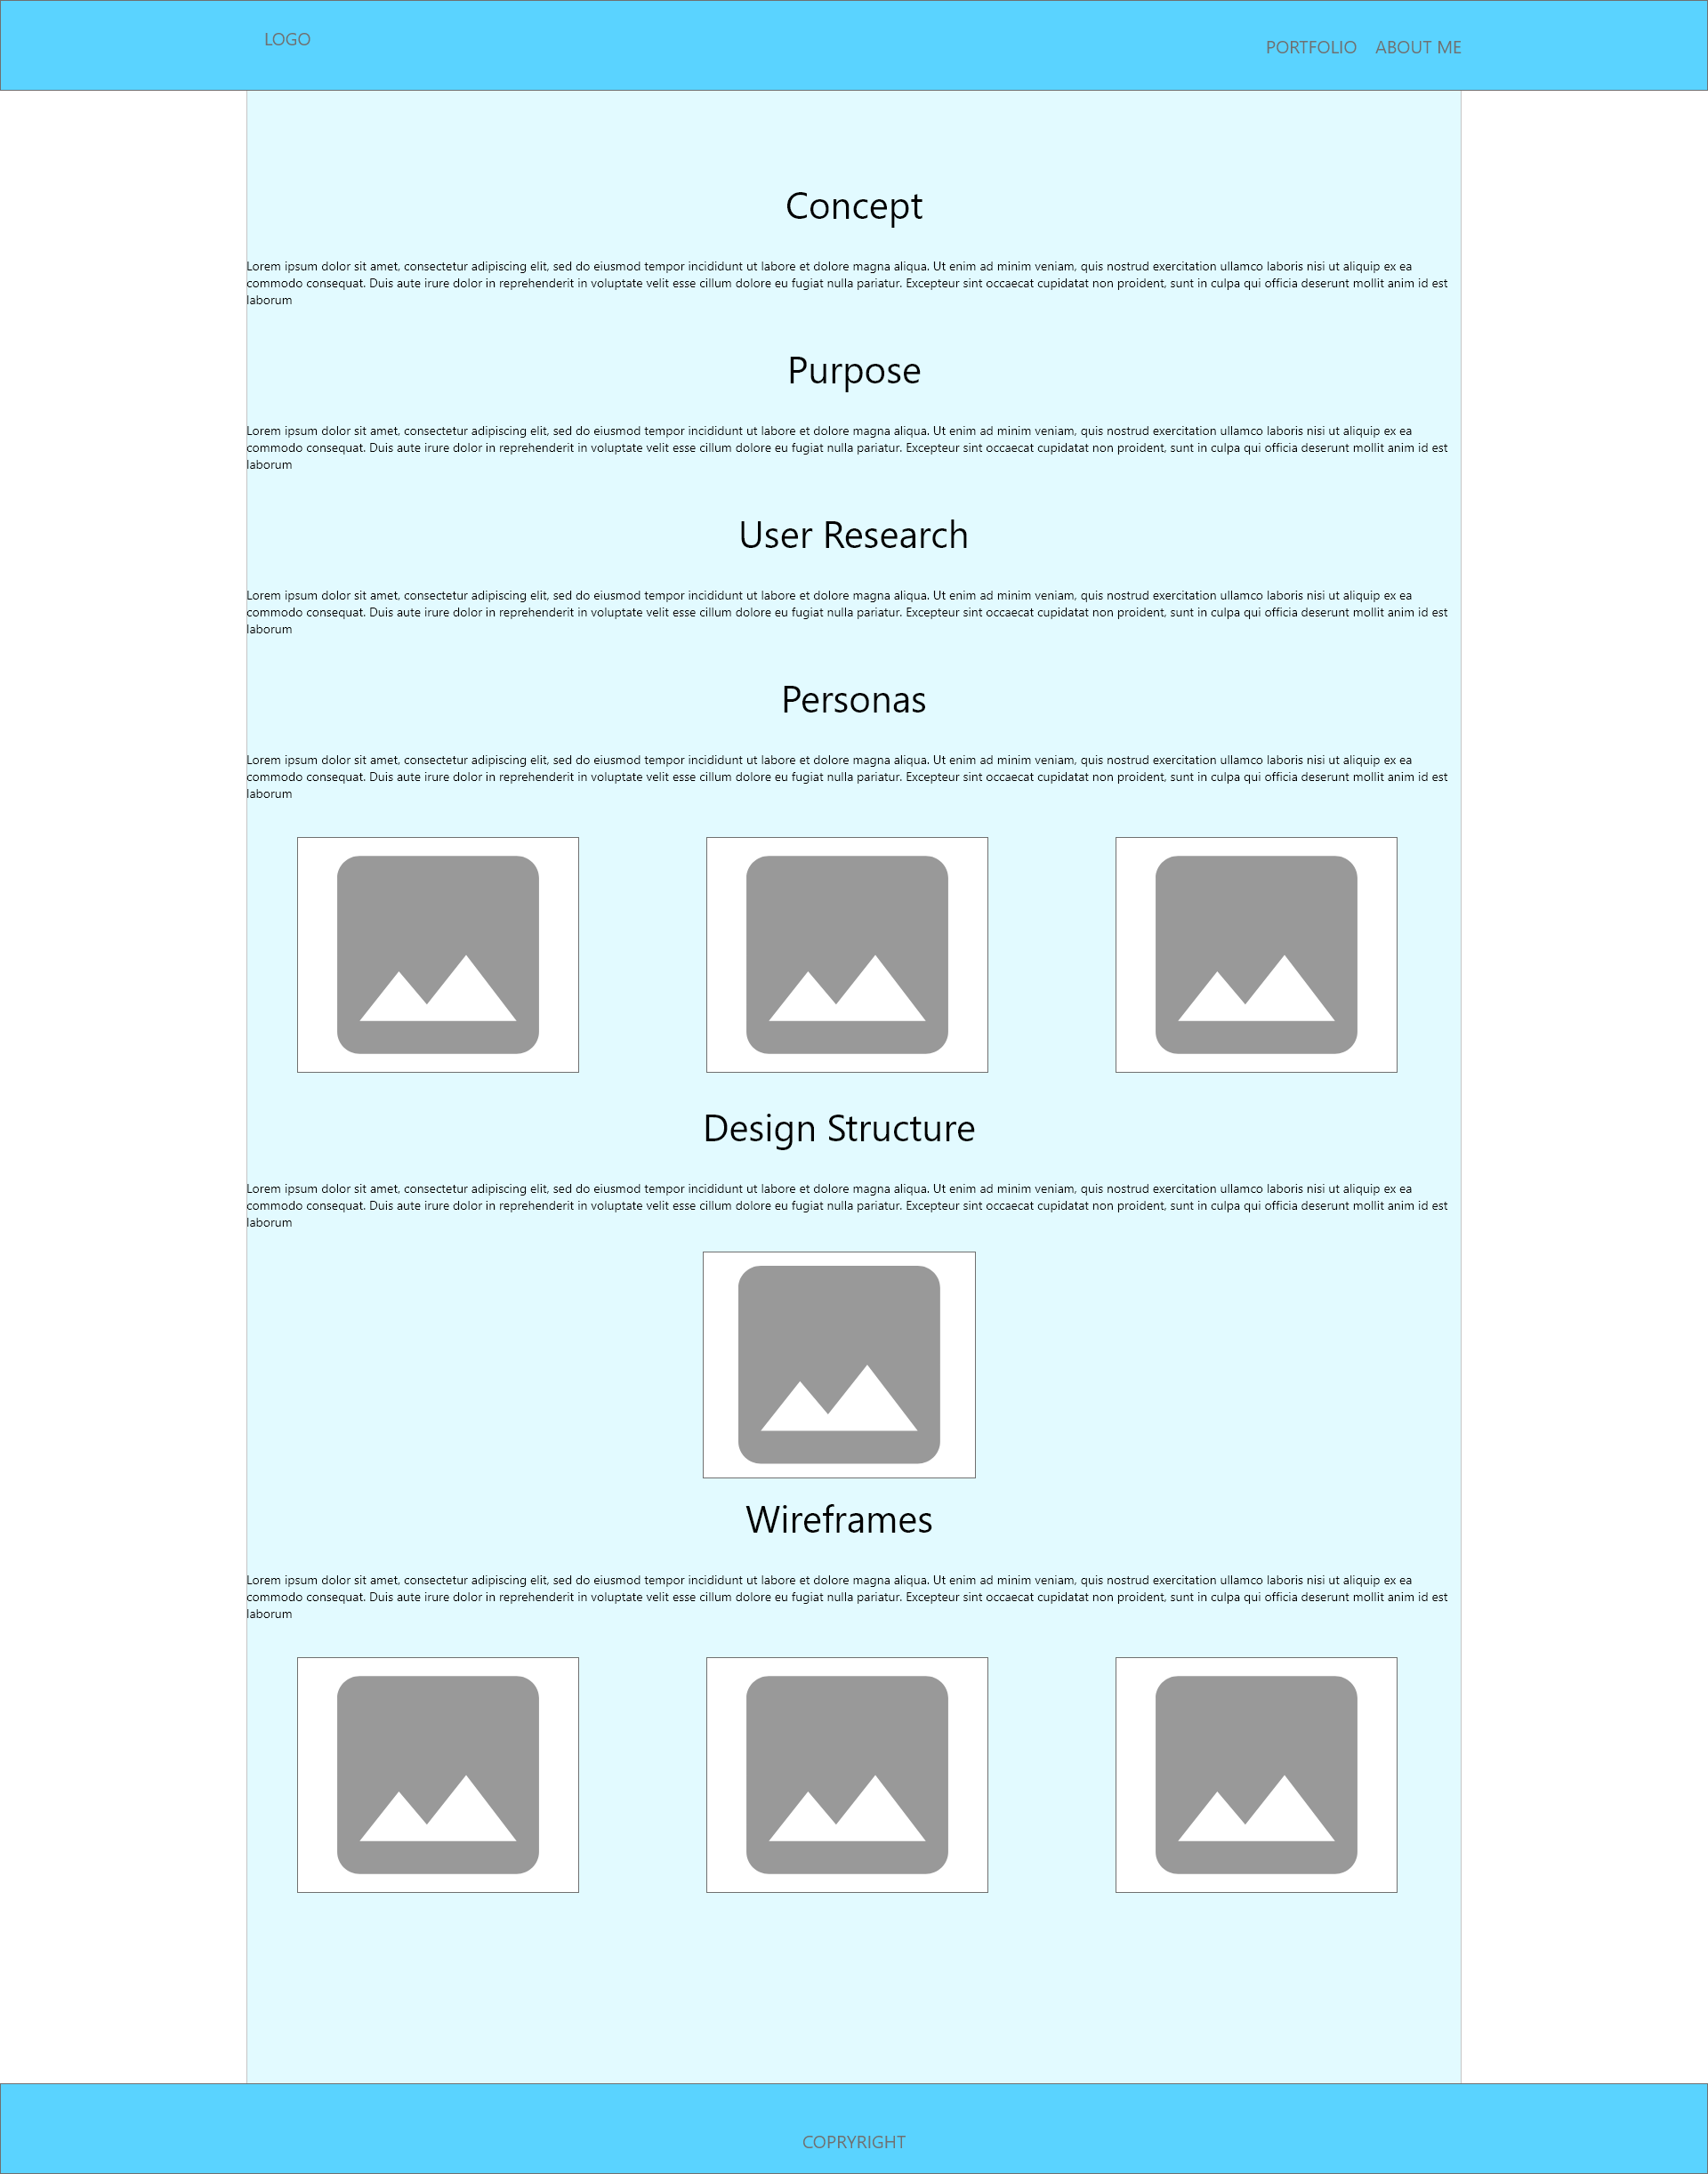 LOGO
PORTFOLIO ABOUT ME
Concept
Lorem ipsum dolor sit amet, consectetur adipiscing elit, sed do eiusmod tempor incididunt ut labore et dolore magna aliqua. Ut enim ad minim veniam, quis nostrud exercitation ullamco laboris nisi ut aliquip ex ea
commodo consequat. Duis aute irure dolor in reprehenderit in voluptate velit esse cillum dolore eu fugiat nulla pariatur. Excepteur sint occaecat cupidatat non proident, sunt in culpa qui officia deserunt mollit anim id est
laborum
Purpose
Lorem ipsum dolor sit amet, consectetur adipiscing elit, sed do eiusmod tempor incididunt ut labore et dolore magna aliqua. Ut enim ad minim veniam, quis nostrud exercitation ullamco laboris nisi ut aliquip ex ea
commodo consequat. Duis aute irure dolor in reprehenderit in voluptate velit esse cillum dolore eu fugiat nulla pariatur. Excepteur sint occaecat cupidatat non proident, sunt in culpa qui officia deserunt mollit anim id est
laborum
User Research
Lorem ipsum dolor sit amet, consectetur adipiscing elit, sed do eiusmod tempor incididunt ut labore et dolore magna aliqua. Ut enim ad minim veniam, quis nostrud exercitation ullamco laboris nisi ut aliquip ex ea
commodo consequat. Duis aute irure dolor in reprehenderit in voluptate velit esse cillum dolore eu fugiat nulla pariatur. Excepteur sint occaecat cupidatat non proident, sunt in culpa qui officia deserunt mollit anim id est
laborum
Personas
Lorem ipsum dolor sit amet, consectetur adipiscing elit, sed do eiusmod tempor incididunt ut labore et dolore magna aliqua. Ut enim ad minim veniam, quis nostrud exercitation ullamco laboris nisi ut aliquip ex ea
commodo consequat. Duis aute irure dolor in reprehenderit in voluptate velit esse cillum dolore eu fugiat nulla pariatur. Excepteur sint occaecat cupidatat non proident, sunt in culpa qui officia deserunt mollit anim id est
laborum
Design Structure
Lorem ipsum dolor sit amet, consectetur adipiscing elit, sed do eiusmod tempor incididunt ut labore et dolore magna aliqua. Ut enim ad minim veniam, quis nostrud exercitation ullamco laboris nisi ut aliquip ex ea
commodo consequat. Duis aute irure dolor in reprehenderit in voluptate velit esse cillum dolore eu fugiat nulla pariatur. Excepteur sint occaecat cupidatat non proident, sunt in culpa qui officia deserunt mollit anim id est
laborum
Wireframes
Lorem ipsum dolor sit amet, consectetur adipiscing elit, sed do eiusmod tempor incididunt ut labore et dolore magna aliqua. Ut enim ad minim veniam, quis nostrud exercitation ullamco laboris nisi ut aliquip ex ea
commodo consequat. Duis aute irure dolor in reprehenderit in voluptate velit esse cillum dolore eu fugiat nulla pariatur. Excepteur sint occaecat cupidatat non proident, sunt in culpa qui officia deserunt mollit anim id est
laborum
COPRYRIGHT